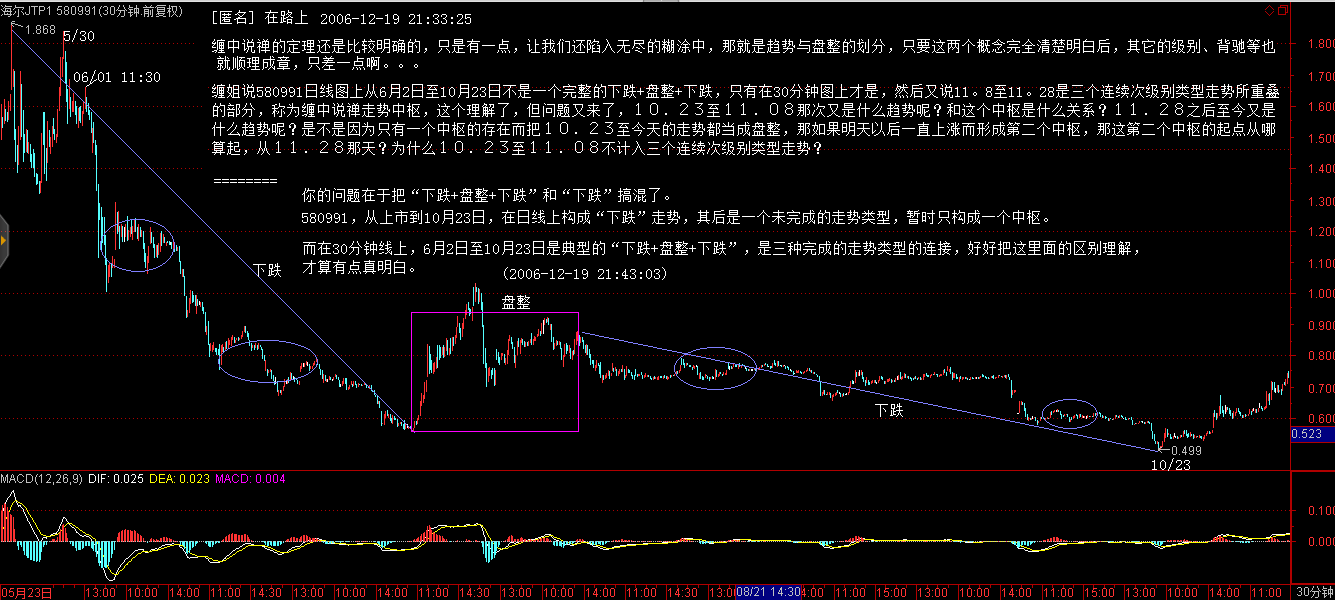 海尔JTP1 580991(30分钟.前复权)
[匿名] 在路上 2006-12-19 21:33:25
1.868
5/30
缠中说禅的定理还是比较明确的，只是有一点，让我们还陷入无尽的糊涂中，那就是趋势与盘整的划分，只要这两个概念完全清楚明白后，其它的级别、背驰等也
就顺理成章，只差一点啊。。。
06/01 11:30
缠姐说580991日线图上从6月2日至10月23日不是一个完整的下跌+盘整+下跌，只有在30分钟图上才是，然后又说11。8至11。28是三个连续次级别类型走势所重叠
的部分，称为缠中说禅走势中枢，这个理解了，但问题又来了，１０．２３至１１．０８那次又是什么趋势呢？和这个中枢是什么关系？１１．２８之后至今又是
什么趋势呢？是不是因为只有一个中枢的存在而把１０．２３至今天的走势都当成盘整，那如果明天以后一直上涨而形成第二个中枢，那这第二个中枢的起点从哪
算起，从１１．２８那天？为什么１０．２３至１１．０８不计入三个连续次级别类型走势？
========
你的问题在于把“下跌+盘整+下跌”和“下跌”搞混了。
580991，从上市到10月23日，在日线上构成“下跌”走势，其后是一个未完成的走势类型，暂时只构成一个中枢。
而在30分钟线上，6月2日至10月23日是典型的“下跌+盘整+下跌”，是三种完成的走势类型的连接，好好把这里面的区别理解，
才算有点真明白。
(2006-12-19 21:43:03)
下跌
盘整
下跌
0.499
10/23
1.800
1.700
1.600
1.500
1.400
1.300
1.200
1.100
1.000
0.900
0.800
0.700
0.600
0.523
MACD(12,26,9) DIF: 0.025 DEA: 0.023 MACD: 0.004
0.100
0.000
05月23日 13:00 10:00 14:00 11:00 14:30 13:30 10:00 14:00 11:00 14:30 13:00 10:00 14:00 11:00 14:30 13:00 08/21 14:30 4:00 11:00 15:00 13:00 10:00 14:00 11:00 15:00 13:00 10:00 14:00 11:00 30分钟